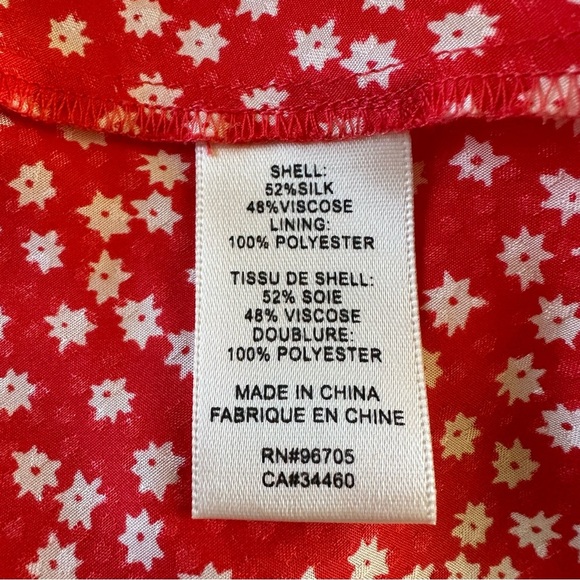 SHELL:
52%SILK
48%VISCOSE
LINING:
100% POLYESTER
TISSU DE SHELL:
52% SOIE
48% VISCOSE
DOUBLURE:
100% POLYESTER
MADE IN CHINA
FABRIQUE EN CHINE
RN#96705
CA#34460